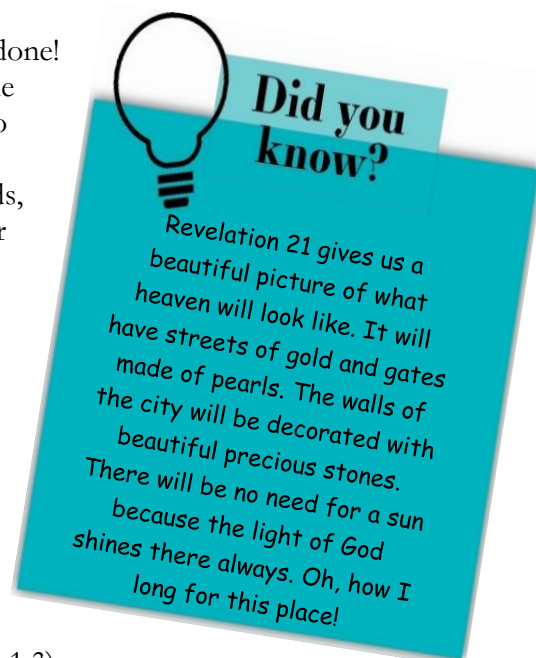 done!
Did you
know?
Revelation 21 gives us a
beautiful picture of what
heaven will look like. It will
have streets of gold and gates
made of pearls. The walls of
the city will be decorated with
beautiful precious stones.
There will be no need for a sun
because the light of God
shines there always. Oh, how I
long for this place!
1-3)